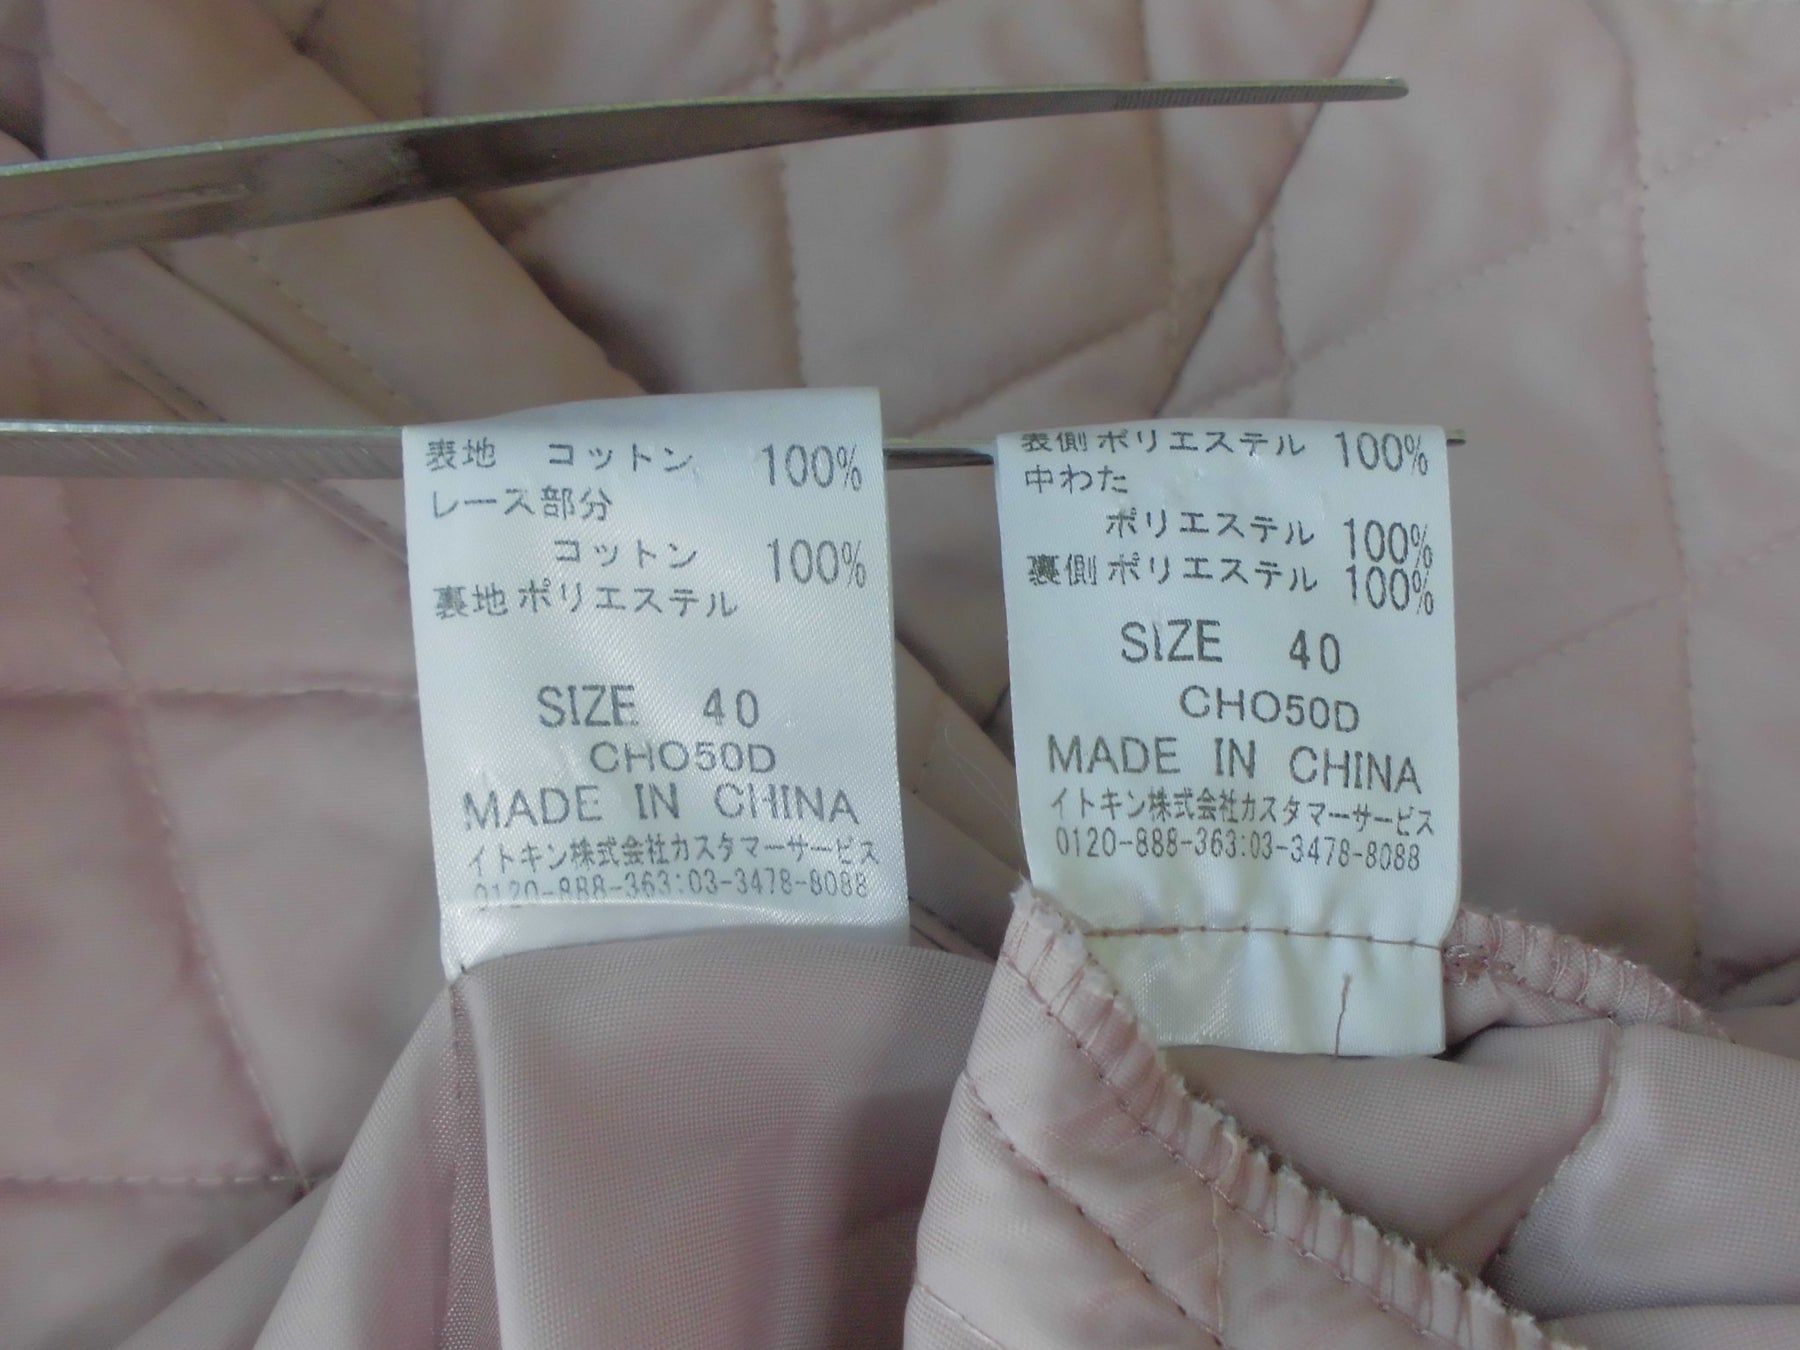 表地 コットン 100%
レース部分
コットン 100%
裏地ポリエステル
SIZE 40
CHO50D
MADE IN CHINA
イトキン株式会社カスタマーサービス
0120-888-363:03-3478-8088
表側ポリエステル 100%
中わた
ポリエステル 100%
裏側ポリエステル 100%
SIZE 40
CHO50D
MADE IN CHINA
イトキン株式会社カスタマーサービス
0120-888-363:03-3478-8088